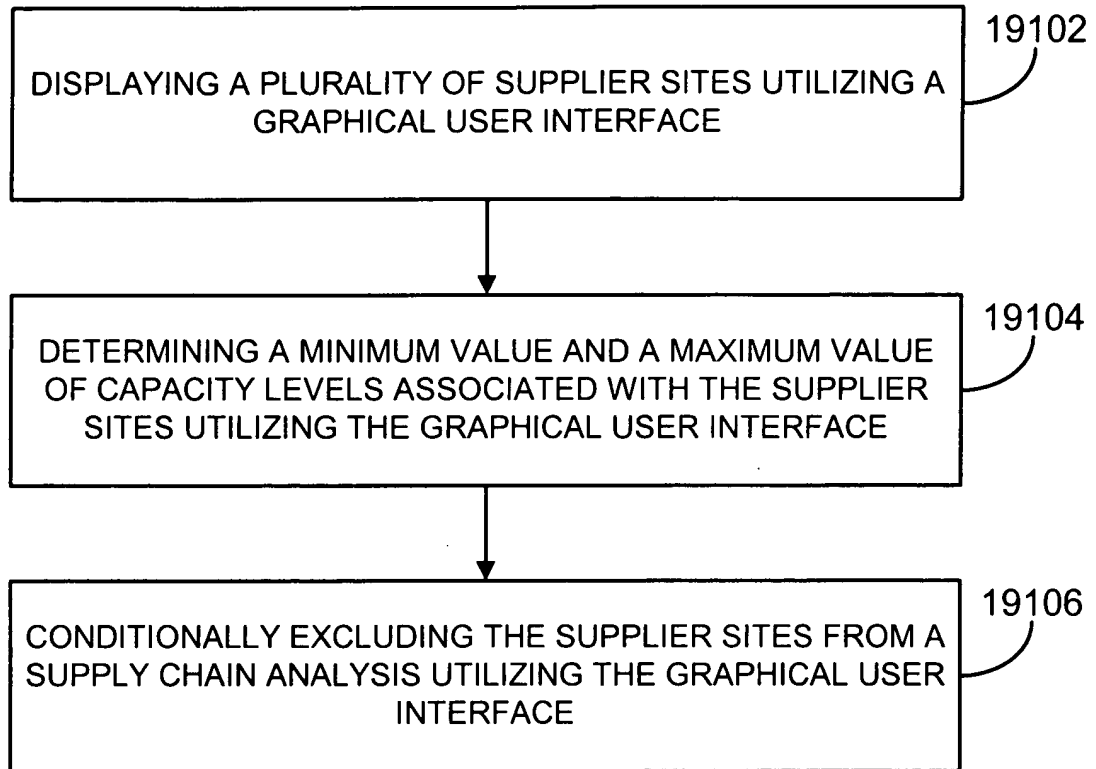 19102
DISPLAYING A PLURALITY OF SUPPLIER SITES UTILIZING A
GRAPHICAL USER INTERFACE
19104
DETERMINING A MINIMUM VALUE AND A MAXIMUM VALUE
OF CAPACITY LEVELS ASSOCIATED WITH THE SUPPLIER
SITES UTILIZING THE GRAPHICAL USER INTERFACE
19106
CONDITIONALLY EXCLUDING THE SUPPLIER SITES FROM A
SUPPLY CHAIN ANALYSIS UTILIZING THE GRAPHICAL USER
INTERFACE